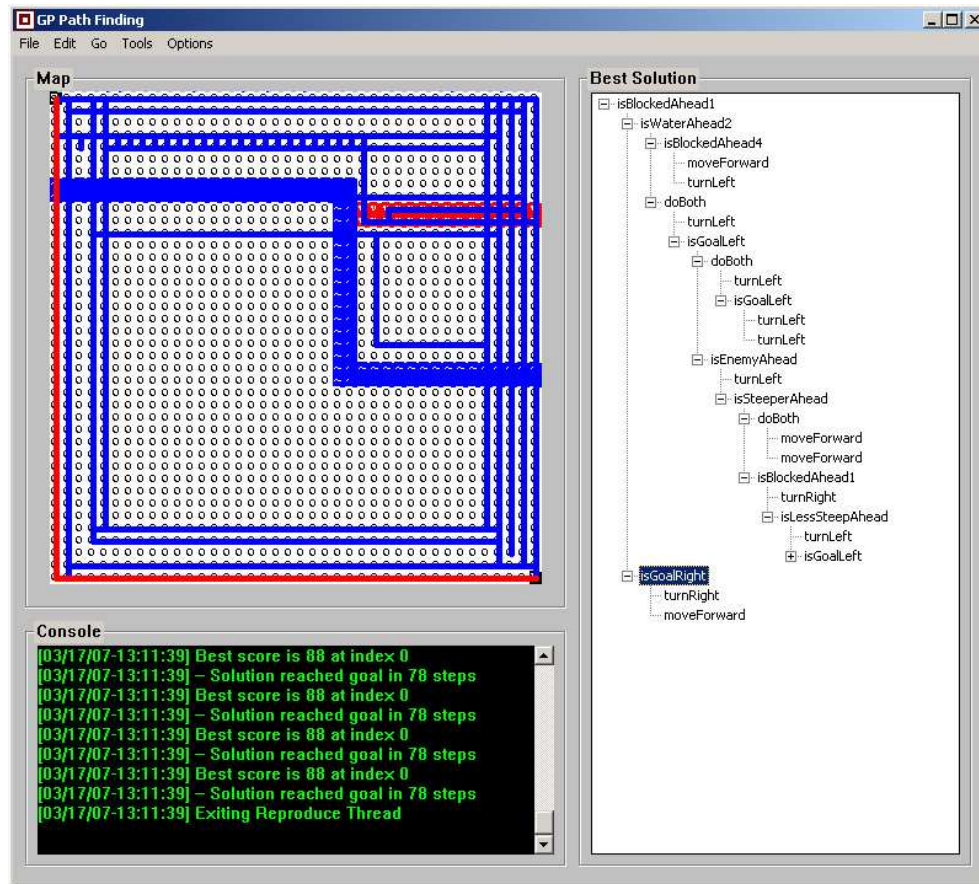 GP Path Finding
File Edit Go Tools Options
Map
Best Solution
isBlockedAhead1
isWaterAhead2
isBlockedAhead4
moveForward
turnLeft
doBoth
turnLeft
isGoalLeft
doBoth
turnLeft
isGoalLeft
turnLeft
turnLeft
isEnemyAhead
turnLeft
isSteeperAhead
doBoth
moveForward
moveForward
isBlockedAhead1
turnRight
isLessSteepAhead
turnLeft
isGoalLeft
isGoalRight
turnRight
moveForward
Console
[03/17/07-13:11:39] Best score is 88 at index 0
[03/17/07-13:11:39] – Solution reached goal in 78 steps
[03/17/07-13:11:39] Best score is 88 at index 0
[03/17/07-13:11:39] – Solution reached goal in 78 steps
[03/17/07-13:11:39] Best score is 88 at index 0
[03/17/07-13:11:39] – Solution reached goal in 78 steps
[03/17/07-13:11:39] Best score is 88 at index 0
[03/17/07-13:11:39] – Solution reached goal in 78 steps
[03/17/07-13:11:39] Exiting Reproduce Thread